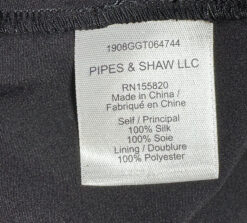 1908GGT064744
PIPES & SHAW LLC
RN155820
Made in China /
Fabriqué en Chine
Self / Principal
100% Silk
100% Soie
Lining / Doublure
100% Polyester